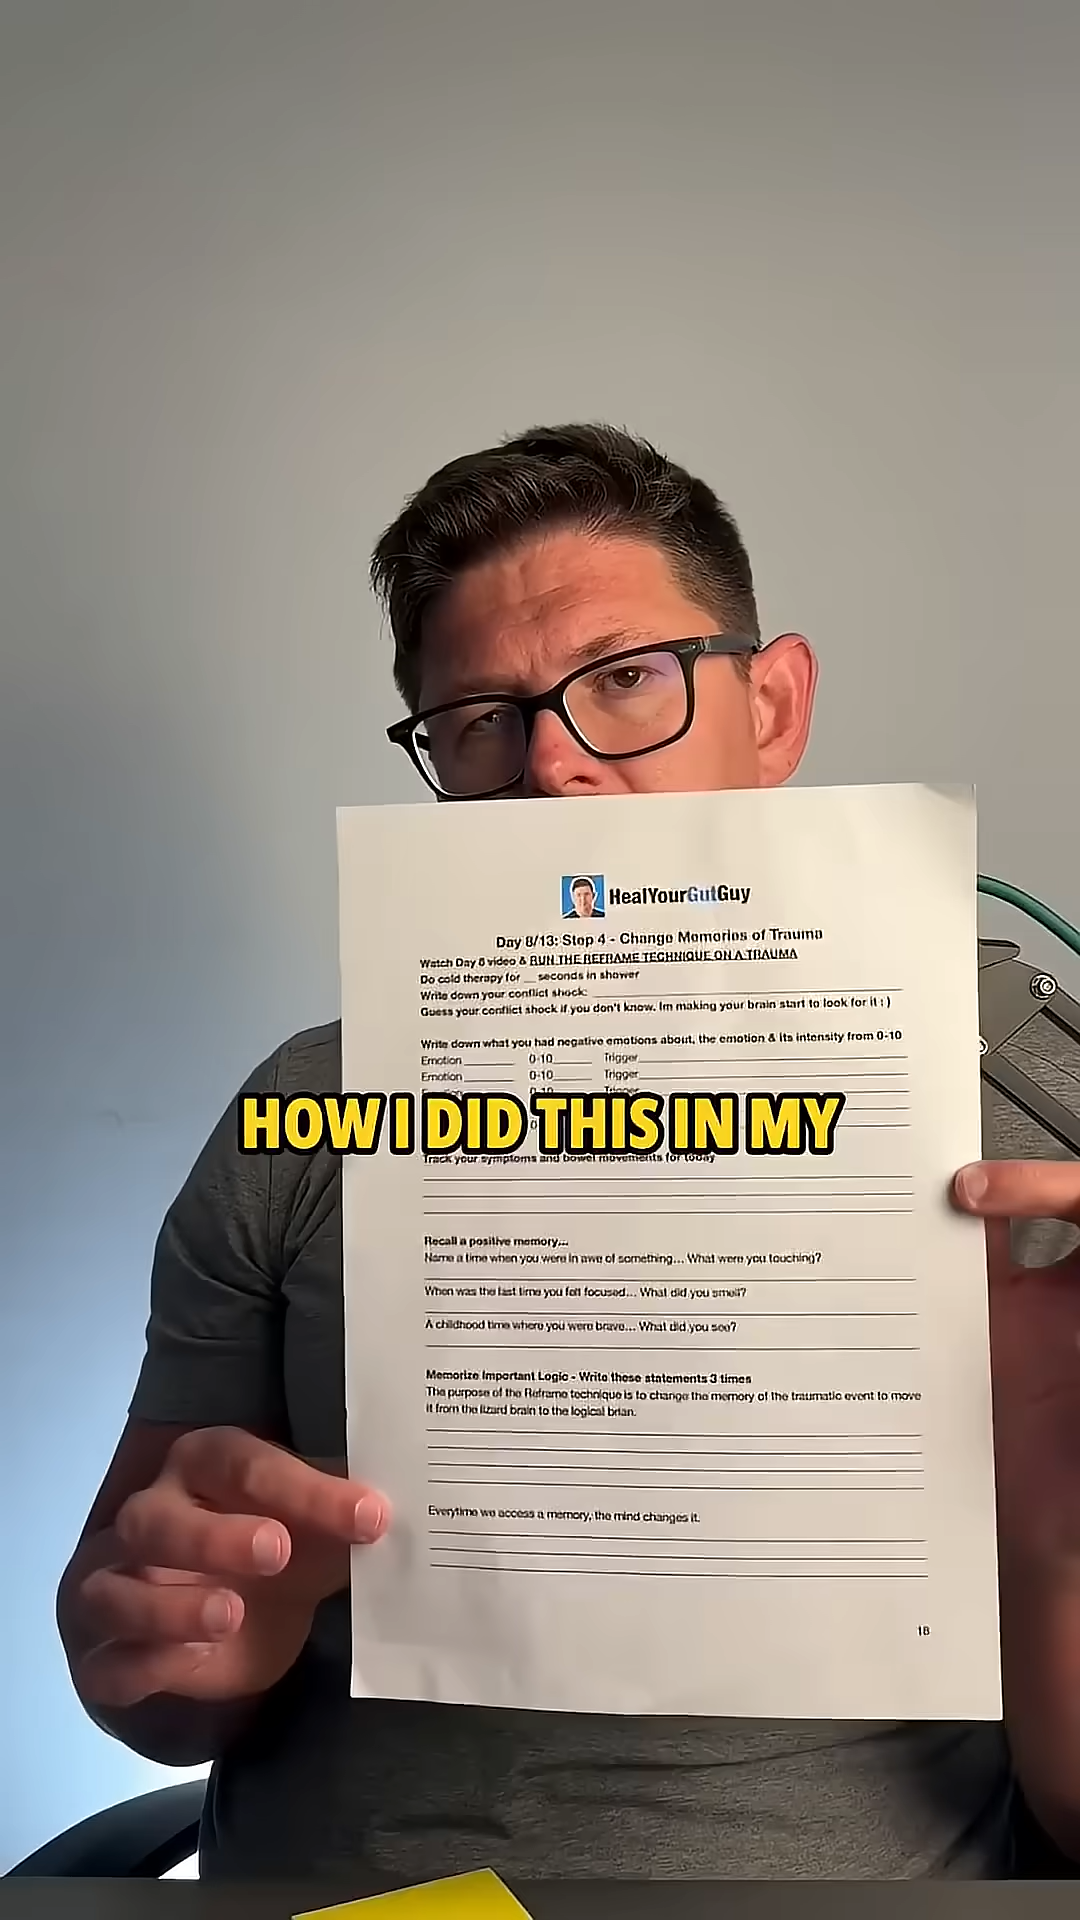 HealYourGutGuy
Day 8/13: Step 4 - Change Memories of Trauma
Watch Day 8 video & RUN THE REFRAME TECHNIQUE ON A TRAUMA
Do cold therapy for __ seconds in shower
Write down your conflict shock:
Guess your conflict shock if you don't know. Im making your brain start to look for it : )
Write down what you had negative emotions about, the emotion & its intensity from 0-10
Emotion 0-10 Trigger
Emotion 0-10 Trigger
0-10 Trigger
HOW I DID THIS IN MY
Track your symptoms and bowel movements for today
Recall a positive memory...
Name a time when you were in awe of something... What were you touching?
When was the last time you felt focused... What did you smell?
A childhood time where you were brave... What did you see?
Memorize Important Logic - Write these statements 3 times
The purpose of the Reframe technique is to change the memory of the traumatic event to move
it from the lizard brain to the logical brian.
Everytime we access a memory, the mind changes it.
18